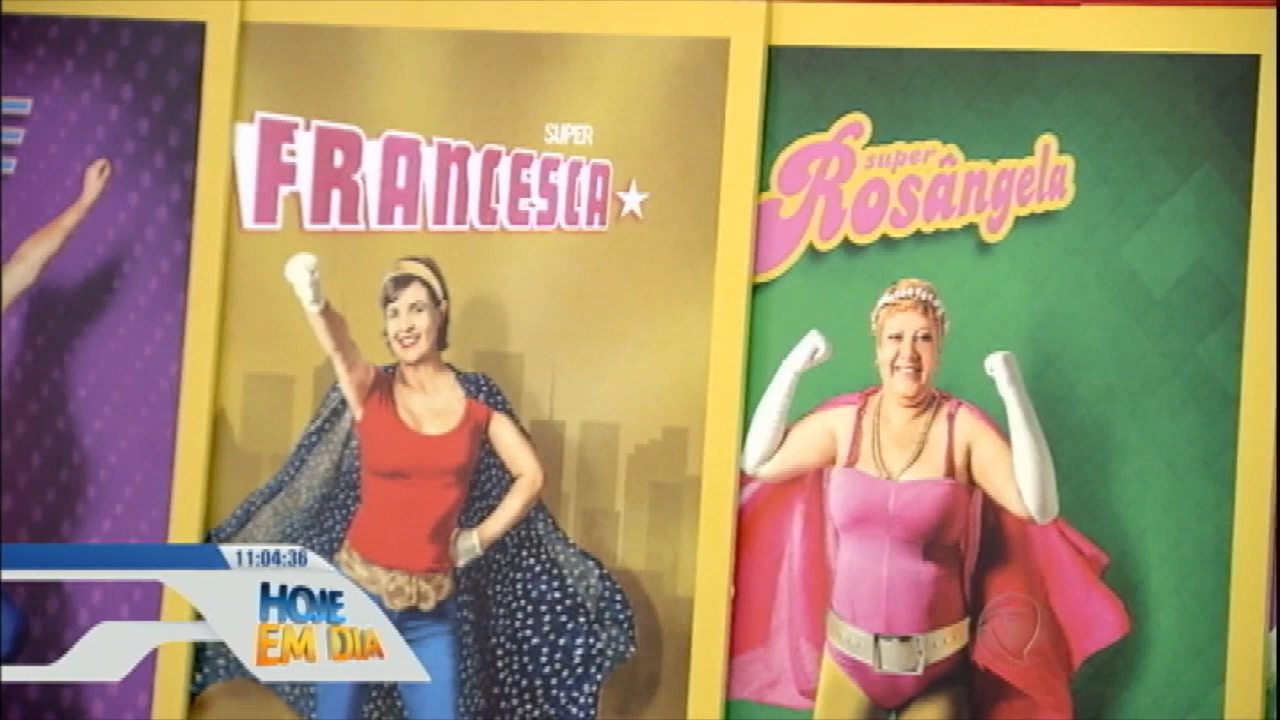 SUPER
FRANCESCA
super
Rosângela
11:04:36
HOJE
EM DIA